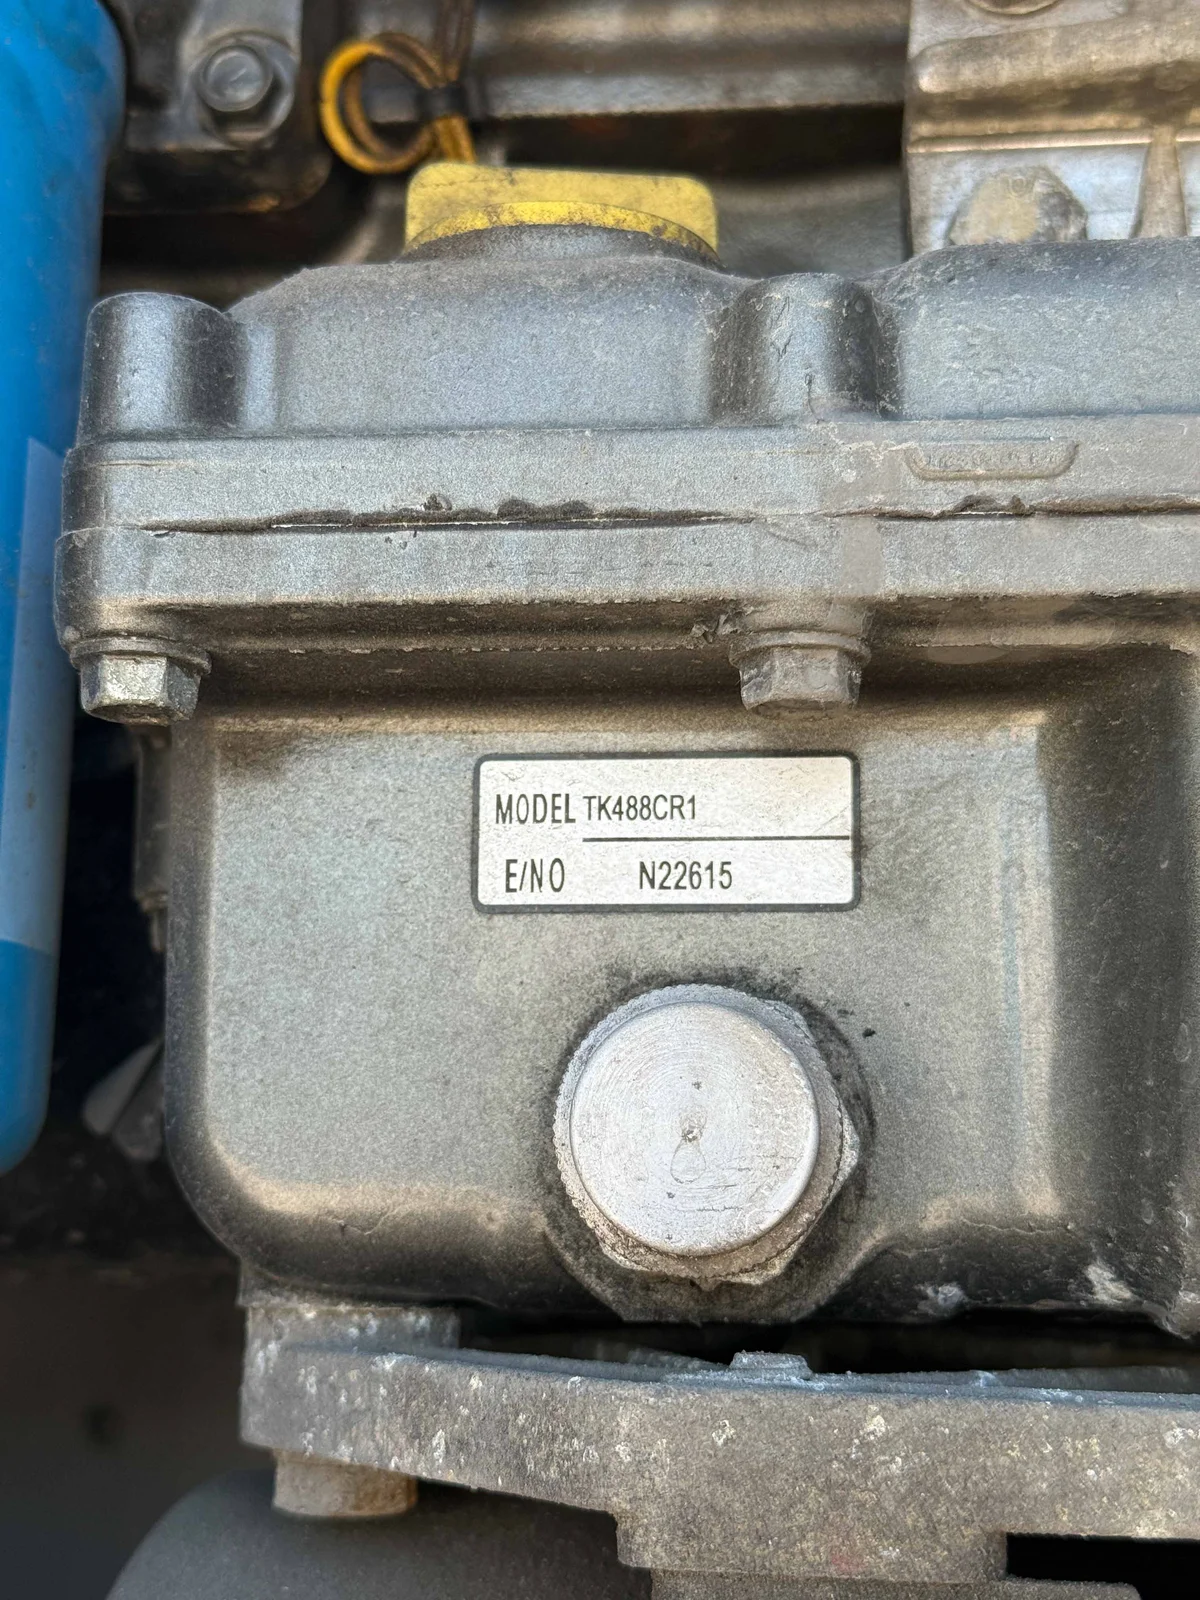 MODEL TK488CR1
E/NO N22615